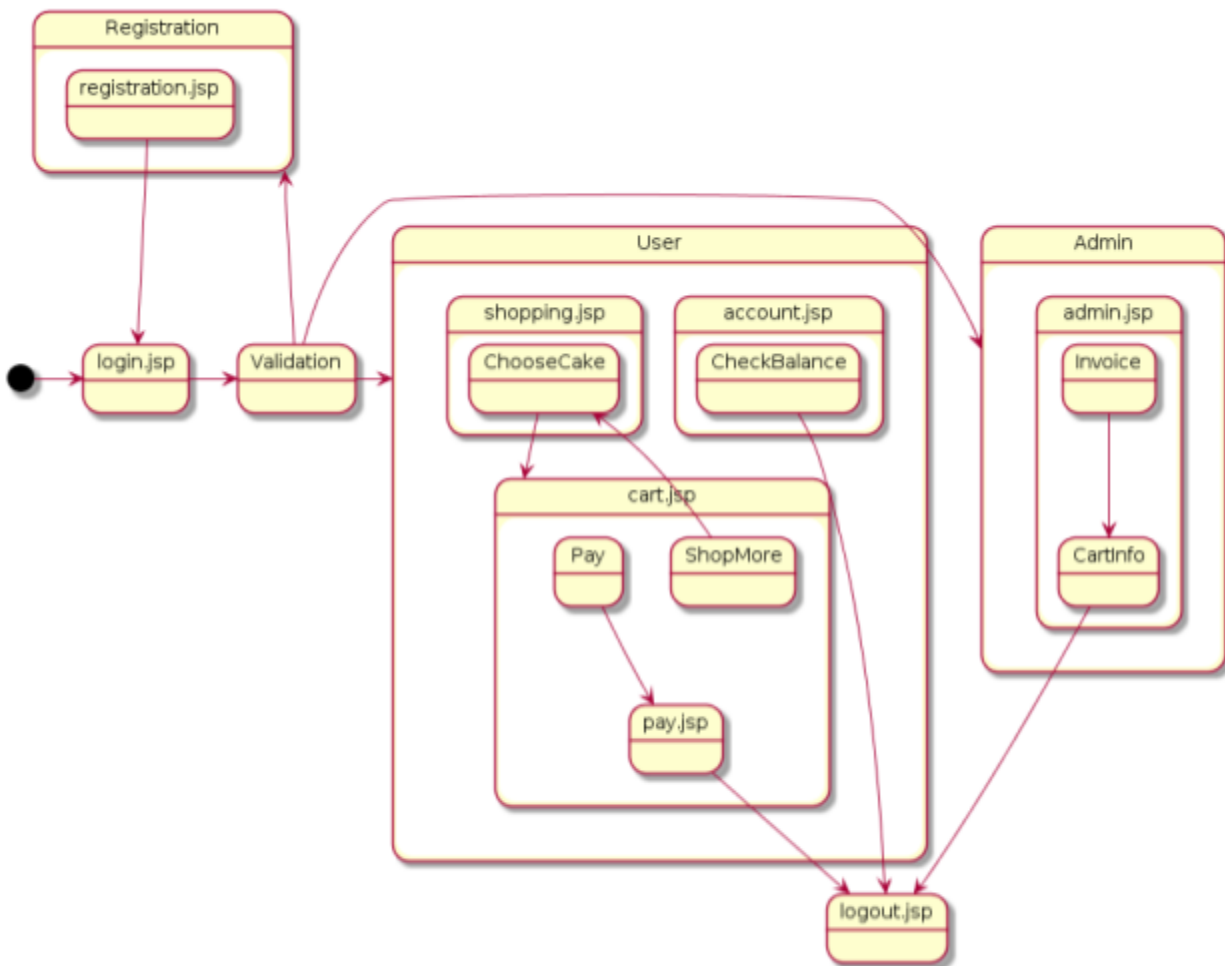 Registration
registration.jsp
login.jsp
Validation
User
shopping.jsp
ChooseCake
account.jsp
CheckBalance
cart.jsp
Pay
ShopMore
pay.jsp
Admin
admin.jsp
Invoice
CartInfo
logout.jsp